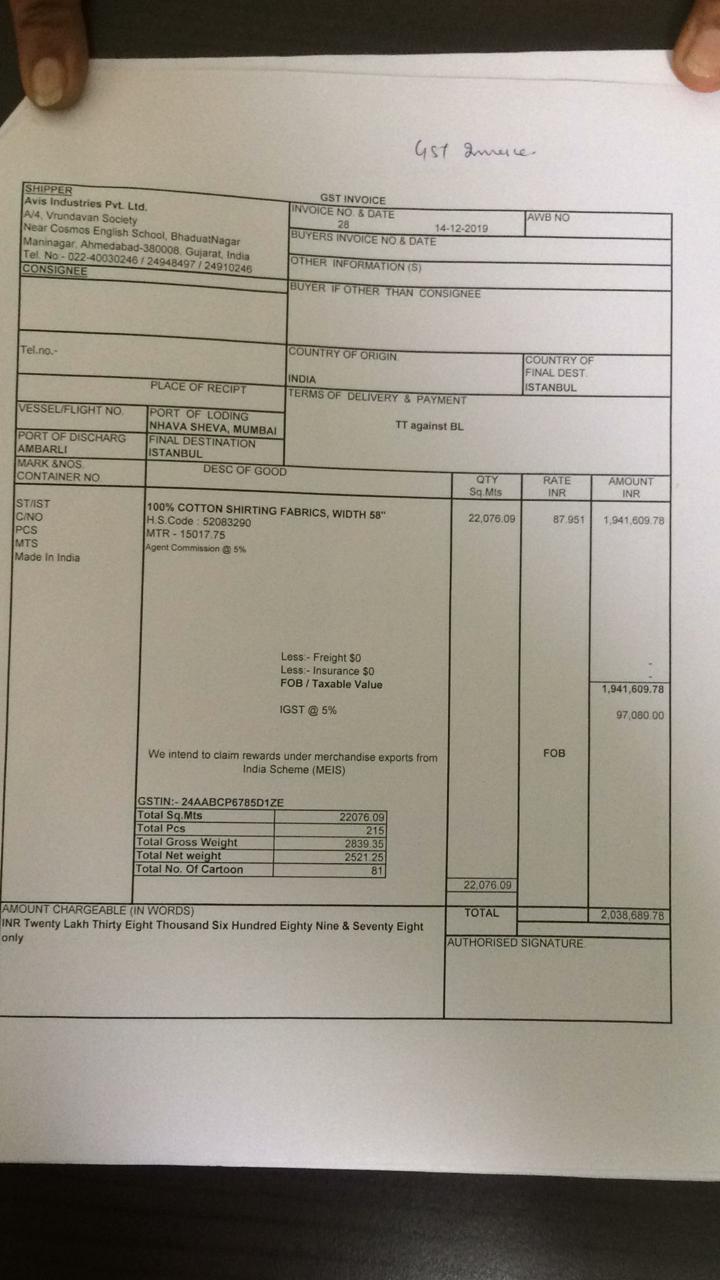 GST Invoice
SHIPPER
Avis Industries Pvt. Ltd.
A/4, Vrundavan Society
Near Cosmos English School, BhaduatNagar
Maninagar, Ahmedabad-380008, Gujarat, India
Tel. No:- 022-40030246 / 24948497 / 24910246
CONSIGNEE
GST INVOICE
INVOICE NO. & DATE
28 14-12-2019
AWB NO
BUYERS INVOICE NO & DATE
OTHER INFORMATION (S)
BUYER IF OTHER THAN CONSIGNEE
Tel.no.-
COUNTRY OF ORIGIN.
INDIA
COUNTRY OF
FINAL DEST.
ISTANBUL
PLACE OF RECIPT
TERMS OF DELIVERY & PAYMENT
TT against BL
VESSEL/FLIGHT NO.
PORT OF LODING
NHAVA SHEVA, MUMBAI
PORT OF DISCHARG
AMBARLI
FINAL DESTINATION
ISTANBUL
MARK &NOS.
CONTAINER NO
DESC OF GOOD
QTY
Sq.Mts
RATE
INR
AMOUNT
INR
ST/IST
C/NO
PCS
MTS
Made In India
100% COTTON SHIRTING FABRICS, WIDTH 58"
H.S.Code : 52083290
MTR - 15017.75
Agent Commission @ 5%
22,076.09 87.951 1,941,609.78
Less:- Freight $0 -
Less:- Insurance $0 -
FOB / Taxable Value 1,941,609.78
IGST @ 5% 97,080.00
We intend to claim rewards under merchandise exports from
India Scheme (MEIS)
FOB
GSTIN:- 24AABCP6785D1ZE
Total Sq.Mts 22076.09
Total Pcs 215
Total Gross Weight 2839.35
Total Net weight 2521.25
Total No. Of Cartoon 81
22,076.09
AMOUNT CHARGEABLE (IN WORDS)
INR Twenty Lakh Thirty Eight Thousand Six Hundred Eighty Nine & Seventy Eight
only
TOTAL 2,038,689.78
AUTHORISED SIGNATURE